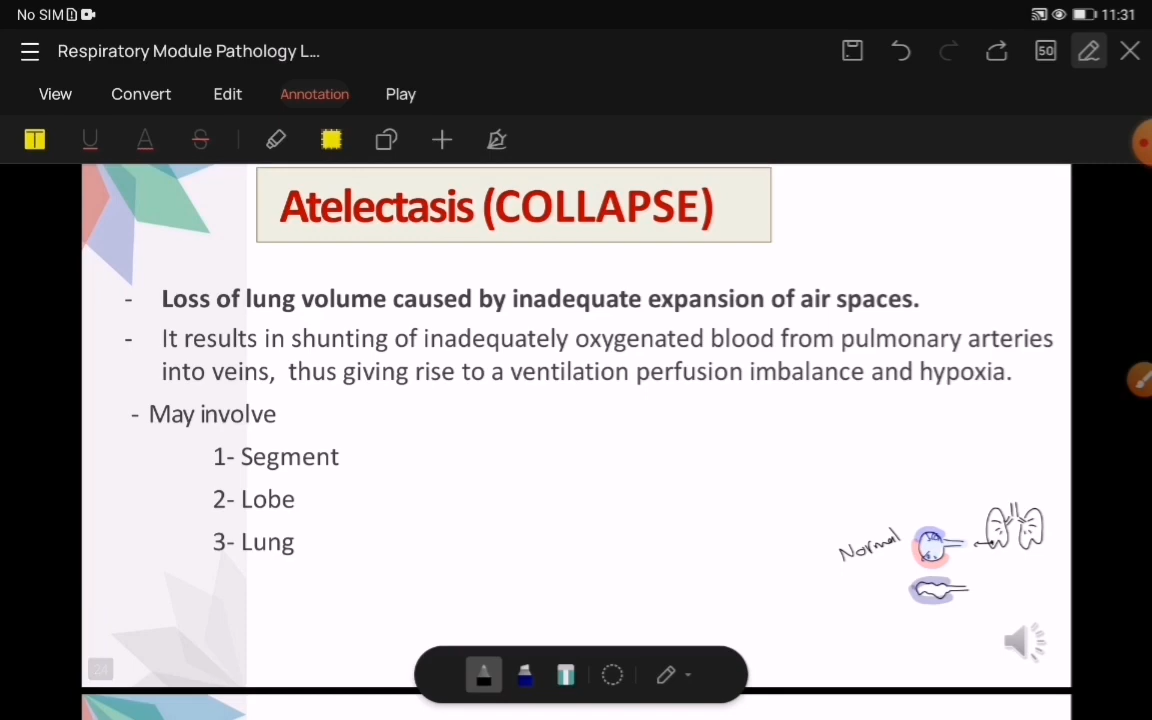 No SIM
11:31
Respiratory Module Pathology L...
50
View Convert Edit Annotation Play
T U A S
Atelectasis (COLLAPSE)
- Loss of lung volume caused by inadequate expansion of air spaces.
- It results in shunting of inadequately oxygenated blood from pulmonary arteries
into veins, thus giving rise to a ventilation perfusion imbalance and hypoxia.
- May involve
1- Segment
2- Lobe
3- Lung
Normal
24